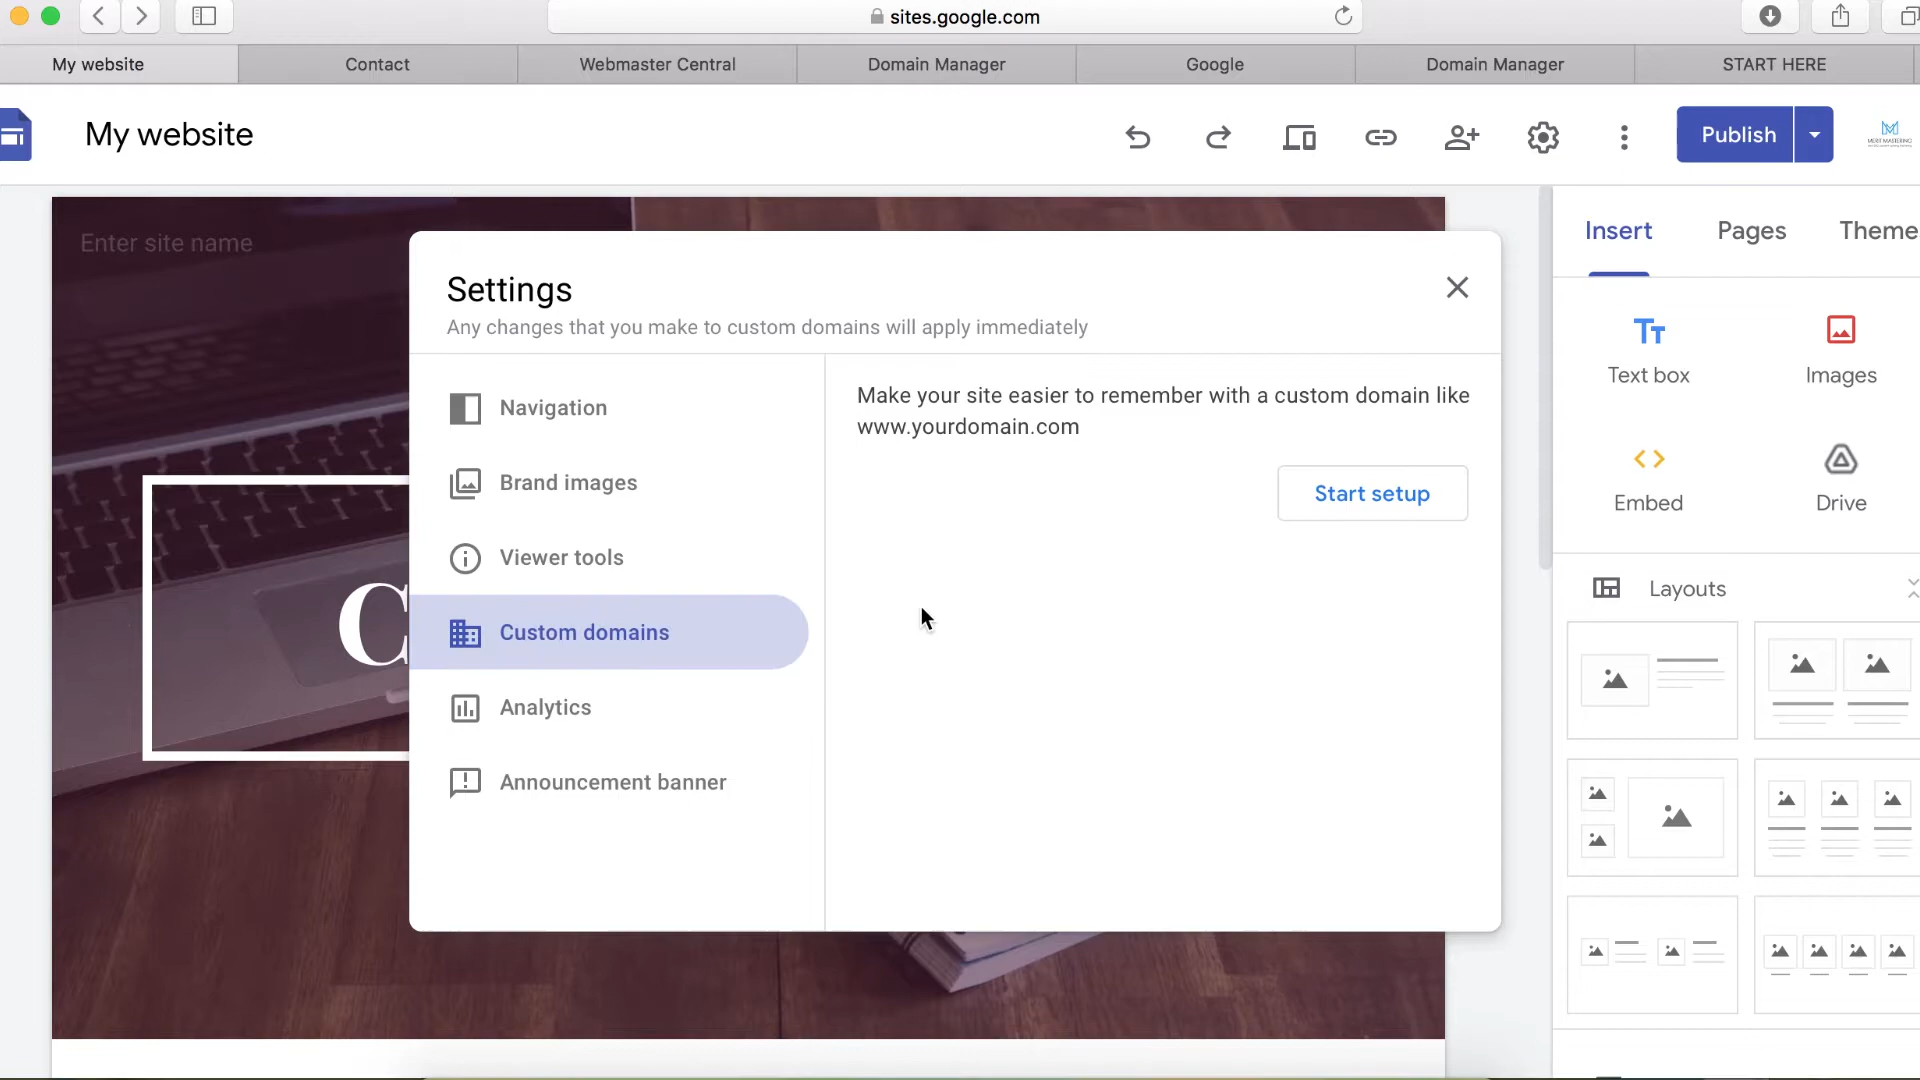 sites.google.com
My website
Contact
Webmaster Central
Domain Manager
Google
Domain Manager
START HERE
My website
Publish
Enter site name
Insert
Pages
Theme
Settings
Any changes that you make to custom domains will apply immediately
Navigation
Brand images
Viewer tools
Custom domains
Analytics
Announcement banner
Make your site easier to remember with a custom domain like
www.yourdomain.com
Start setup
C
Text box
Images
Embed
Drive
Layouts